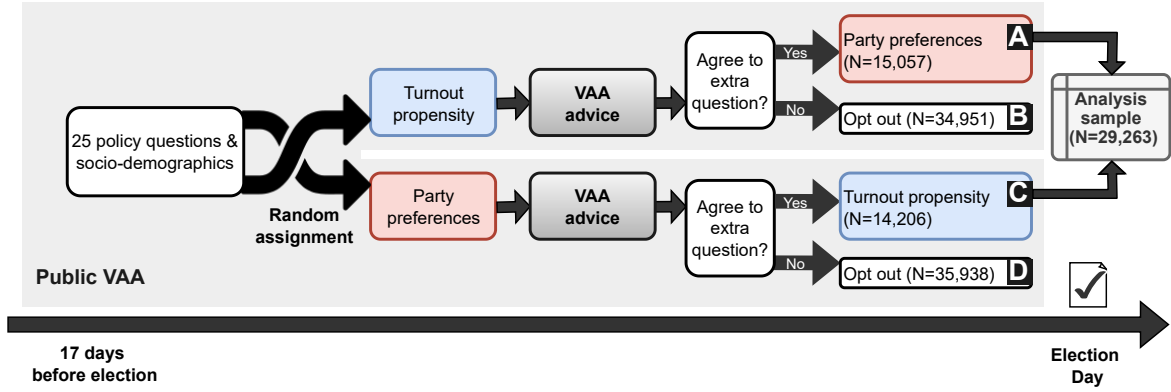 25 policy questions &
socio-demographics
Random
assignment
Turnout
propensity
VAA
advice
Agree to
extra
question?
Yes
No
Party preferences
(N=15,057)
A
Opt out (N=34,951)
B
Party
preferences
VAA
advice
Agree to
extra
question?
Yes
No
Turnout propensity
(N=14,206)
C
Opt out (N=35,938)
D
Analysis
sample
(N=29,263)
Public VAA
17 days
before election
Election
Day